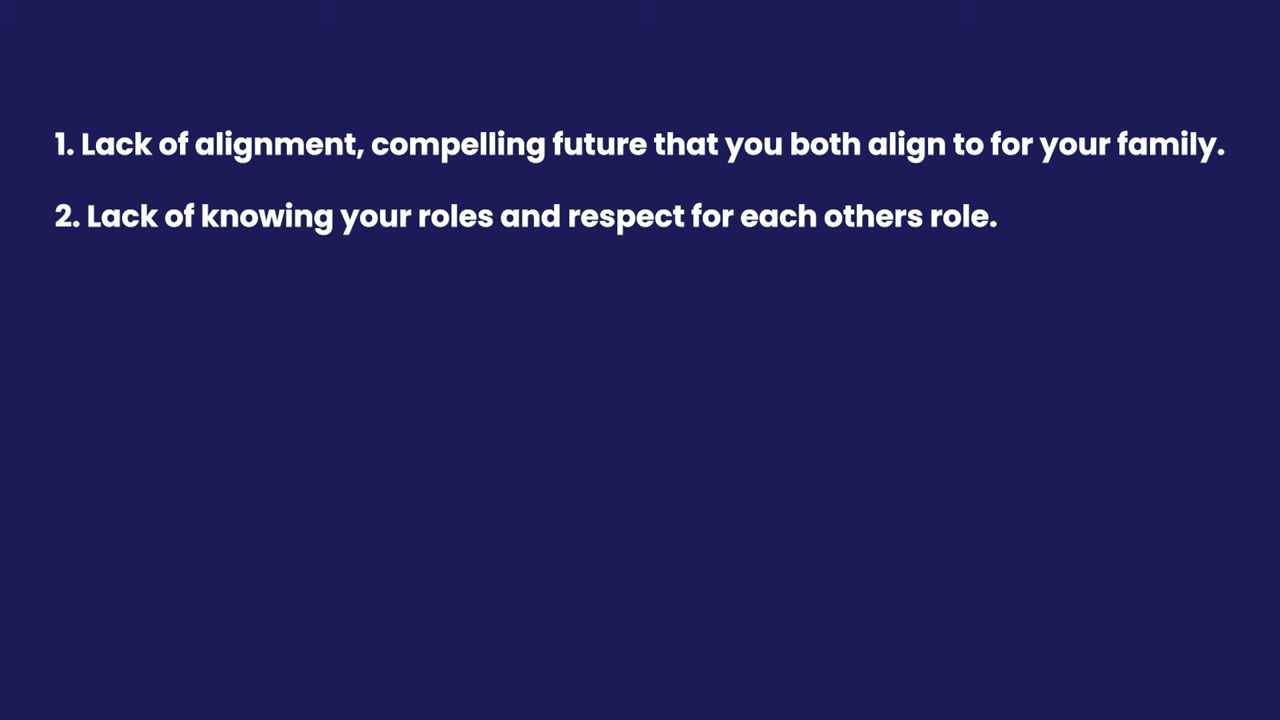 1. Lack of alignment, compelling future that you both align to for your family.
2. Lack of knowing your roles and respect for each others role.